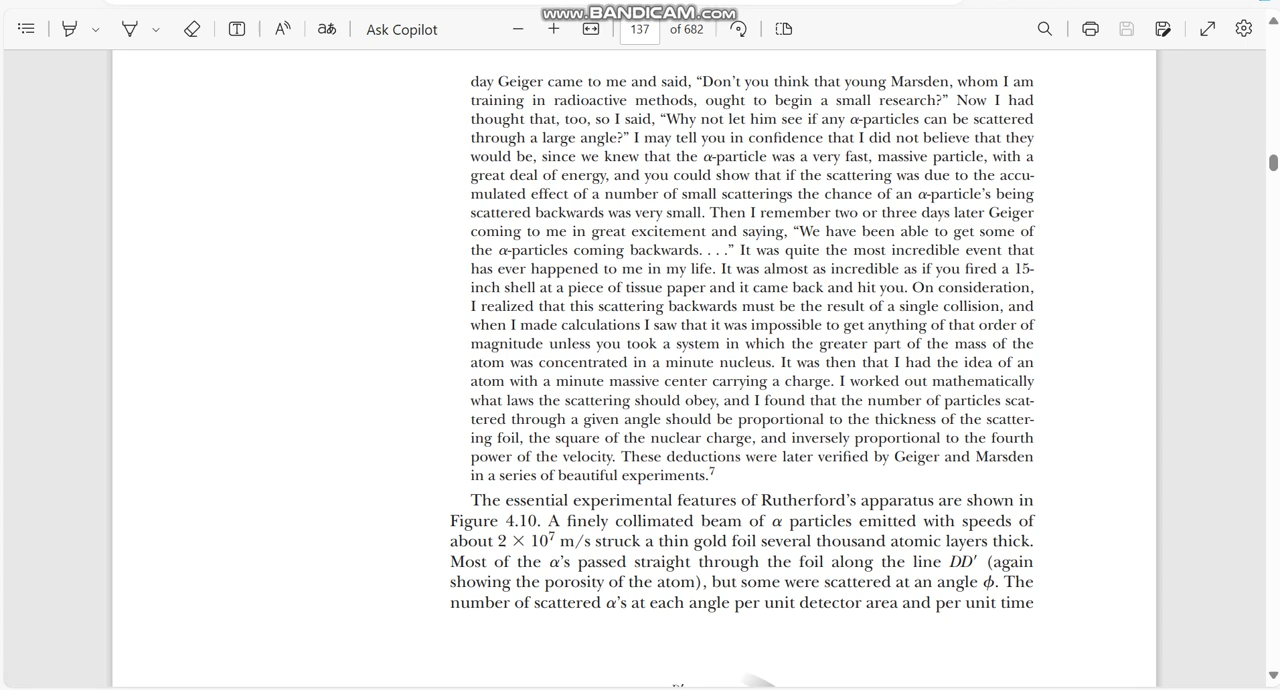 www.BANDICAM.com
Ask Copilot
137 of 682
day Geiger came to me and said, “Don’t you think that young Marsden, whom I am
training in radioactive methods, ought to begin a small research?” Now I had
thought that, too, so I said, “Why not let him see if any α-particles can be scattered
through a large angle?” I may tell you in confidence that I did not believe that they
would be, since we knew that the α-particle was a very fast, massive particle, with a
great deal of energy, and you could show that if the scattering was due to the accu-
mulated effect of a number of small scatterings the chance of an α-particle’s being
scattered backwards was very small. Then I remember two or three days later Geiger
coming to me in great excitement and saying, “We have been able to get some of
the α-particles coming backwards. . . .” It was quite the most incredible event that
has ever happened to me in my life. It was almost as incredible as if you fired a 15-
inch shell at a piece of tissue paper and it came back and hit you. On consideration,
I realized that this scattering backwards must be the result of a single collision, and
when I made calculations I saw that it was impossible to get anything of that order of
magnitude unless you took a system in which the greater part of the mass of the
atom was concentrated in a minute nucleus. It was then that I had the idea of an
atom with a minute massive center carrying a charge. I worked out mathematically
what laws the scattering should obey, and I found that the number of particles scat-
tered through a given angle should be proportional to the thickness of the scatter-
ing foil, the square of the nuclear charge, and inversely proportional to the fourth
power of the velocity. These deductions were later verified by Geiger and Marsden
in a series of beautiful experiments.⁷
The essential experimental features of Rutherford’s apparatus are shown in
Figure 4.10. A finely collimated beam of α particles emitted with speeds of
about 2 × 10⁷ m/s struck a thin gold foil several thousand atomic layers thick.
Most of the α’s passed straight through the foil along the line DD′ (again
showing the porosity of the atom), but some were scattered at an angle ϕ. The
number of scattered α’s at each angle per unit detector area and per unit time